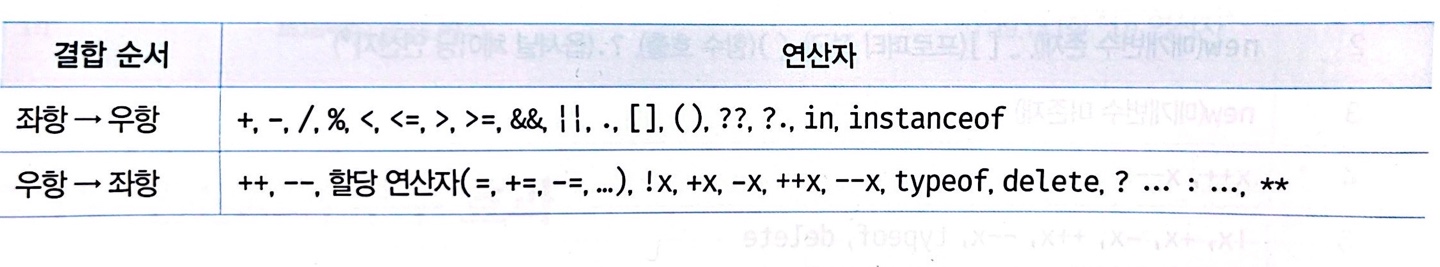 결합 순서 연산자
좌항 → 우항 +, -, /, %, <, <=, >, >=, &&, ||, ., [], (), ??, ?., in, instanceof
우항 → 좌항 ++, --, 할당 연산자(=, +=, -=, …), !x, +x, -x, ++x, --x, typeof, delete, ? … : …, **